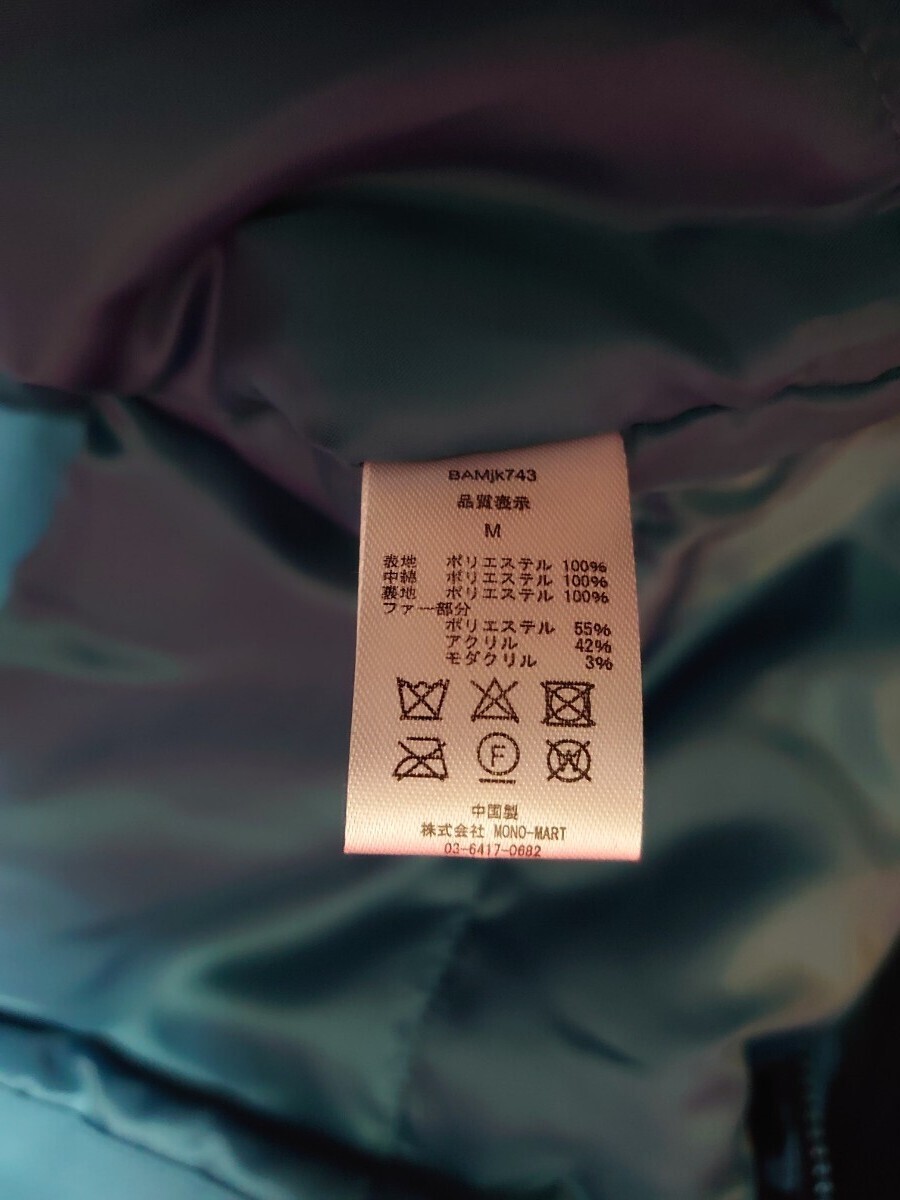 BAMjk743
品質表示
M
表地 ポリエステル 100%
中綿 ポリエステル 100%
裏地 ポリエステル 100%
ファー部分
ポリエステル 55%
アクリル 42%
モダクリル 3%
F W
中国製
株式会社 MONO-MART
03-6417-0682